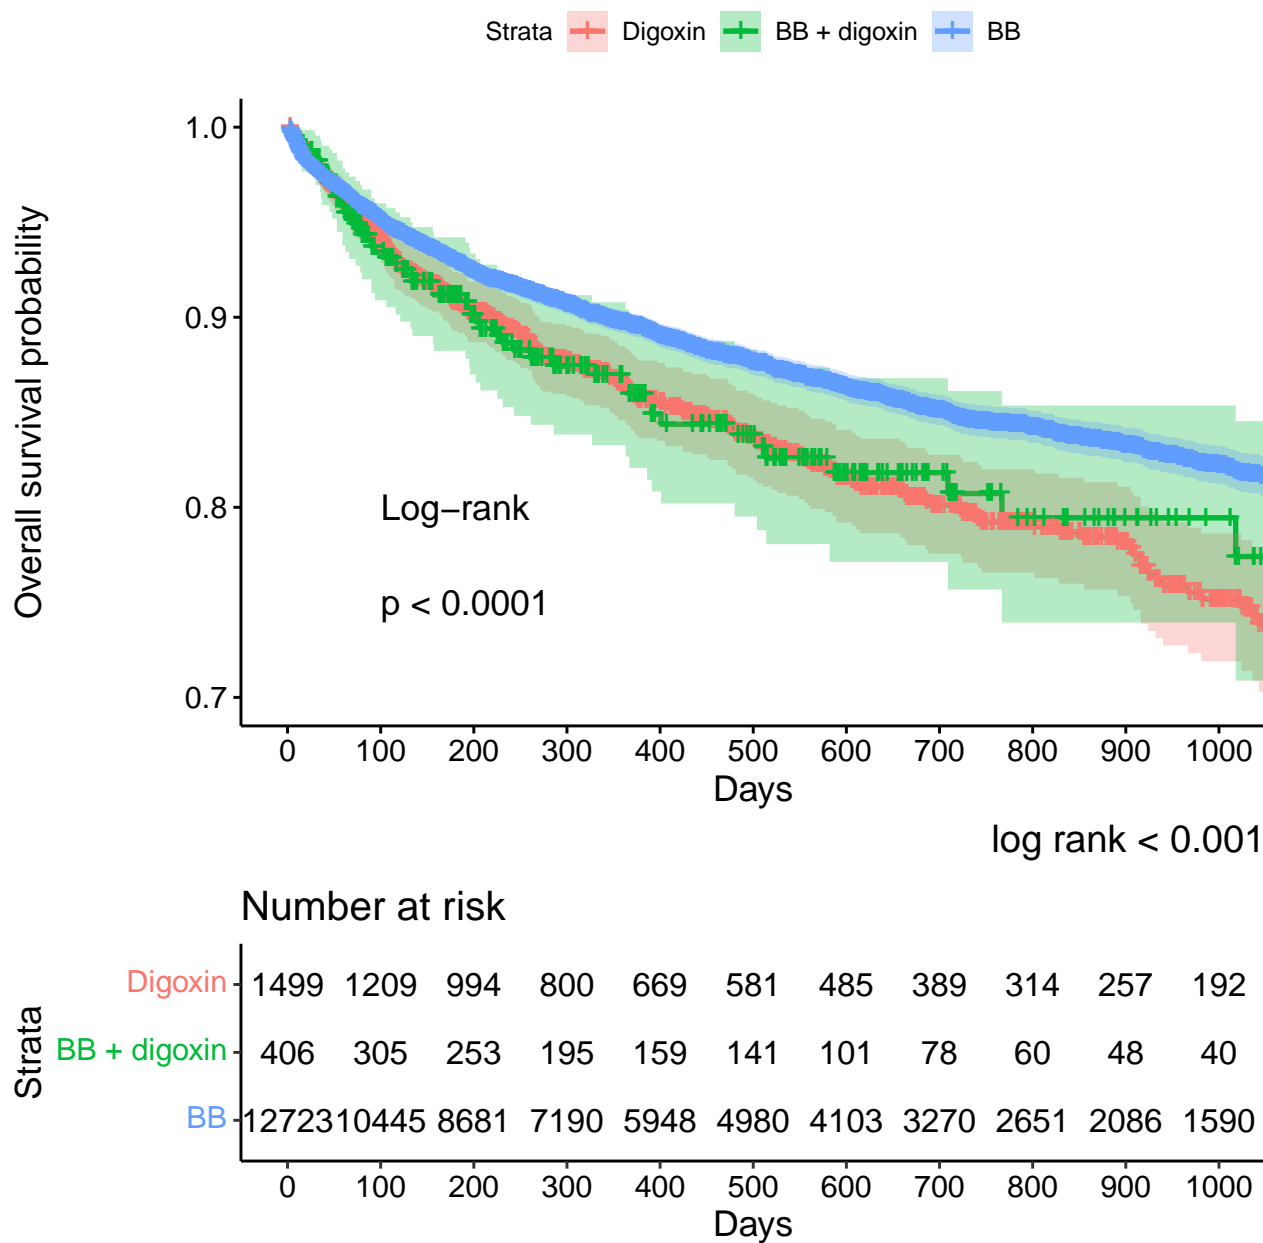 Strata Digoxin BB + digoxin BB
Overall survival probability
1.0
0.9
0.8
0.7
Log−rank
p < 0.0001
0 100 200 300 400 500 600 700 800 900 1000
Days
log rank < 0.001
Number at risk
Strata
Digoxin 1499 1209 994 800 669 581 485 389 314 257 192
BB + digoxin 406 305 253 195 159 141 101 78 60 48 40
BB 12723 10445 8681 7190 5948 4980 4103 3270 2651 2086 1590
0 100 200 300 400 500 600 700 800 900 1000
Days